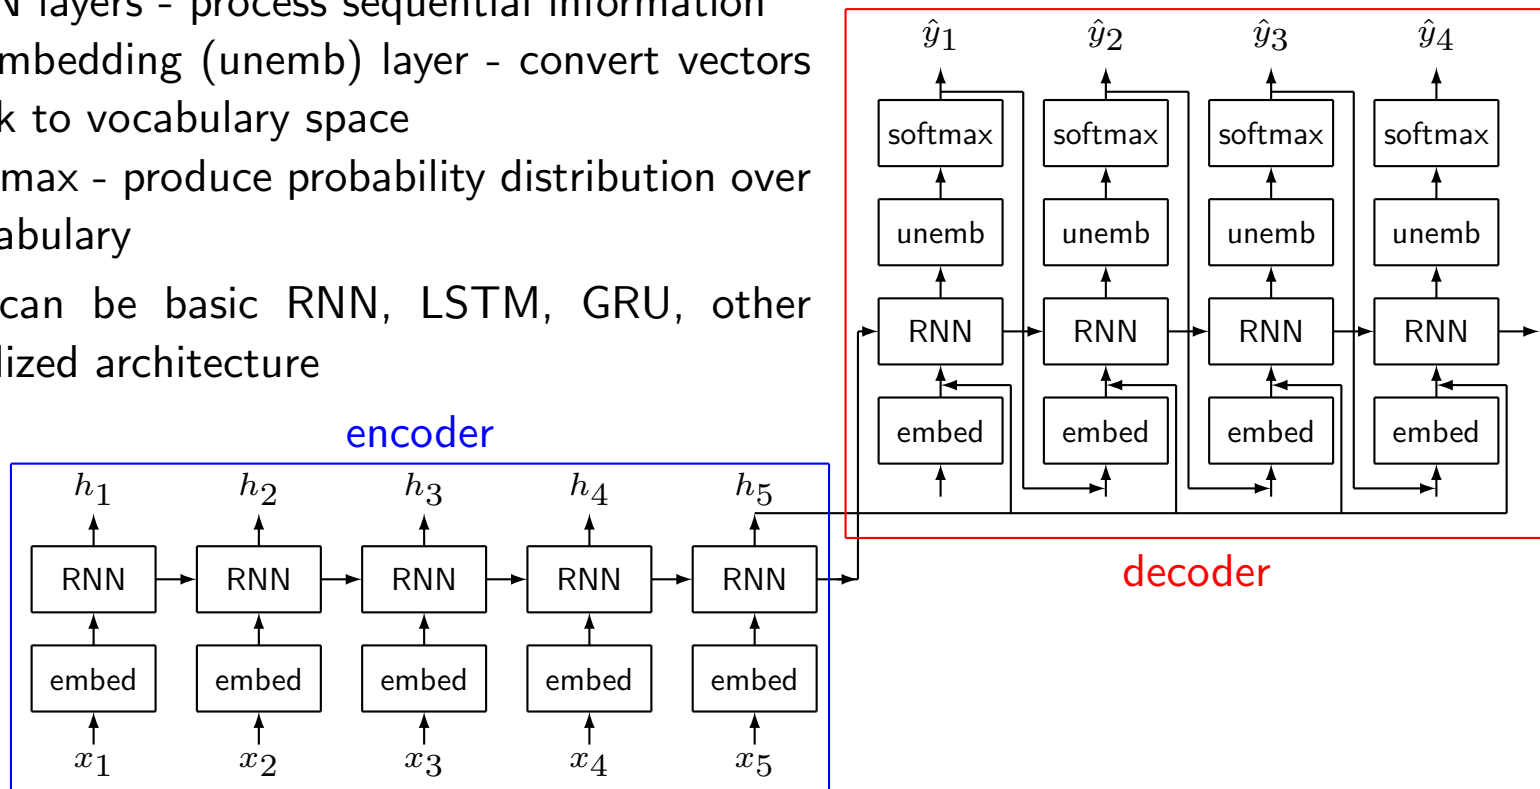 N layers - process sequential information
mbedding (unemb) layer - convert vectors
k to vocabulary space
max - produce probability distribution over
abulary
can be basic RNN, LSTM, GRU, other
lized architecture
encoder
h₁ h₂ h₃ h₄ h₅
RNN RNN RNN RNN RNN
embed embed embed embed embed
x₁ x₂ x₃ x₄ x₅
ŷ₁ ŷ₂ ŷ₃ ŷ₄
softmax softmax softmax softmax
unemb unemb unemb unemb
RNN RNN RNN RNN
embed embed embed embed
decoder